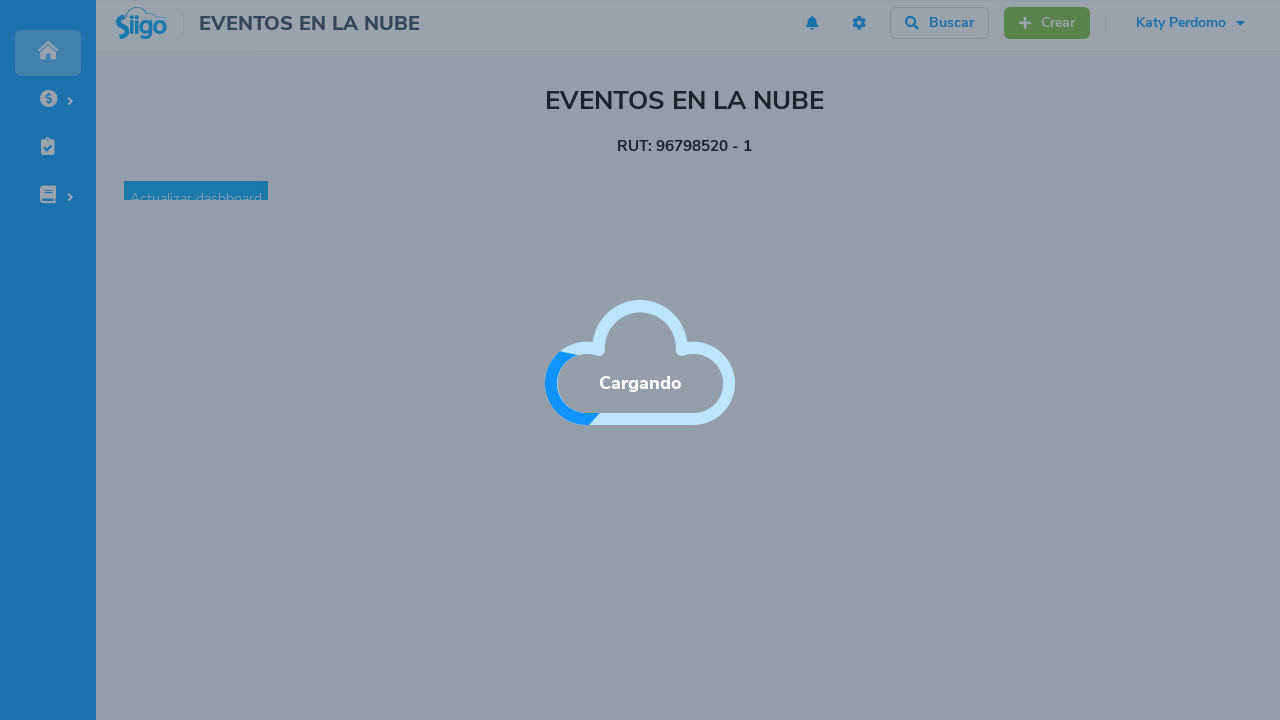 Siigo
EVENTOS EN LA NUBE
Buscar
Crear
Katy Perdomo
EVENTOS EN LA NUBE
RUT: 96798520 - 1
Actualizar dashboard
Cargando